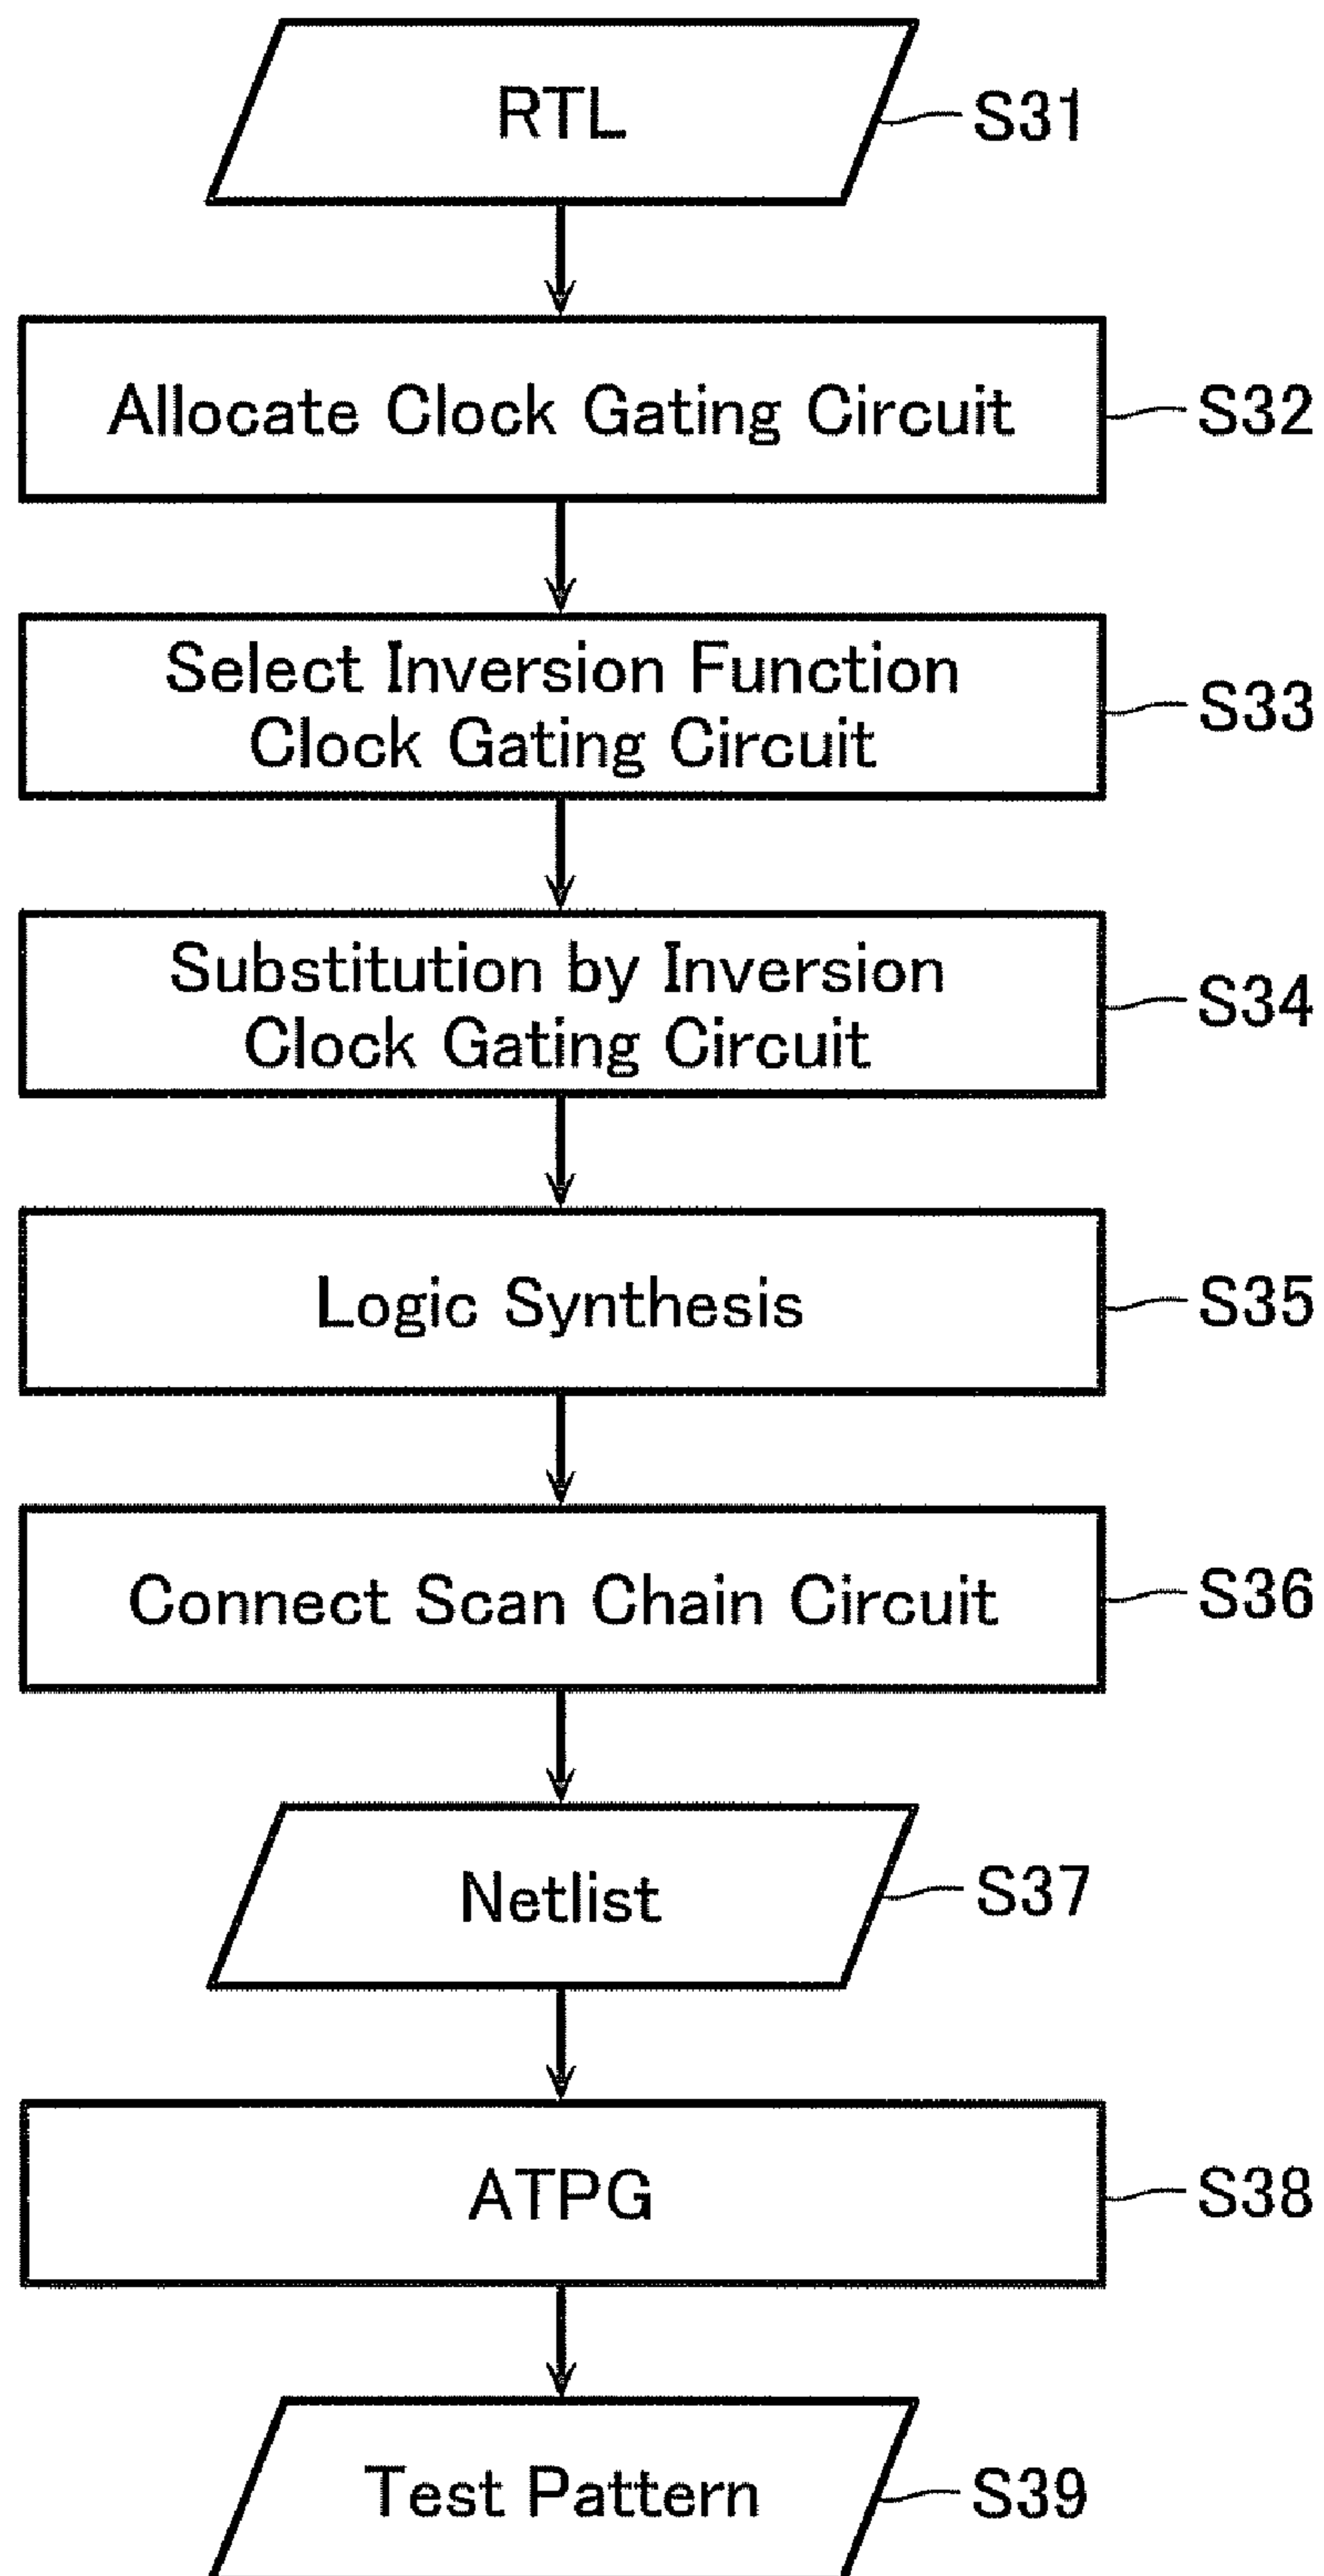 RTL
S31
Allocate Clock Gating Circuit
S32
Select Inversion Function
Clock Gating Circuit
S33
Substitution by Inversion
Clock Gating Circuit
S34
Logic Synthesis
S35
Connect Scan Chain Circuit
S36
Netlist
S37
ATPG
S38
Test Pattern
S39